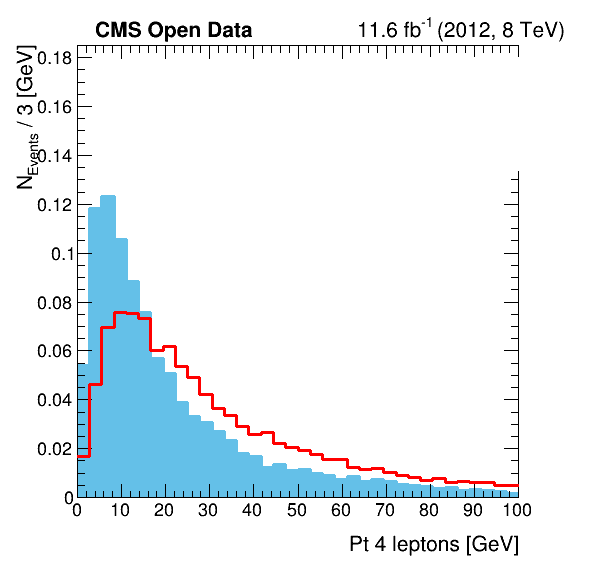 CMS Open Data 11.6 fb⁻¹ (2012, 8 TeV)
N_Events / 3 [GeV]
0.18
0.16
0.14
0.12
0.1
0.08
0.06
0.04
0.02
0
0 10 20 30 40 50 60 70 80 90 100
Pt 4 leptons [GeV]